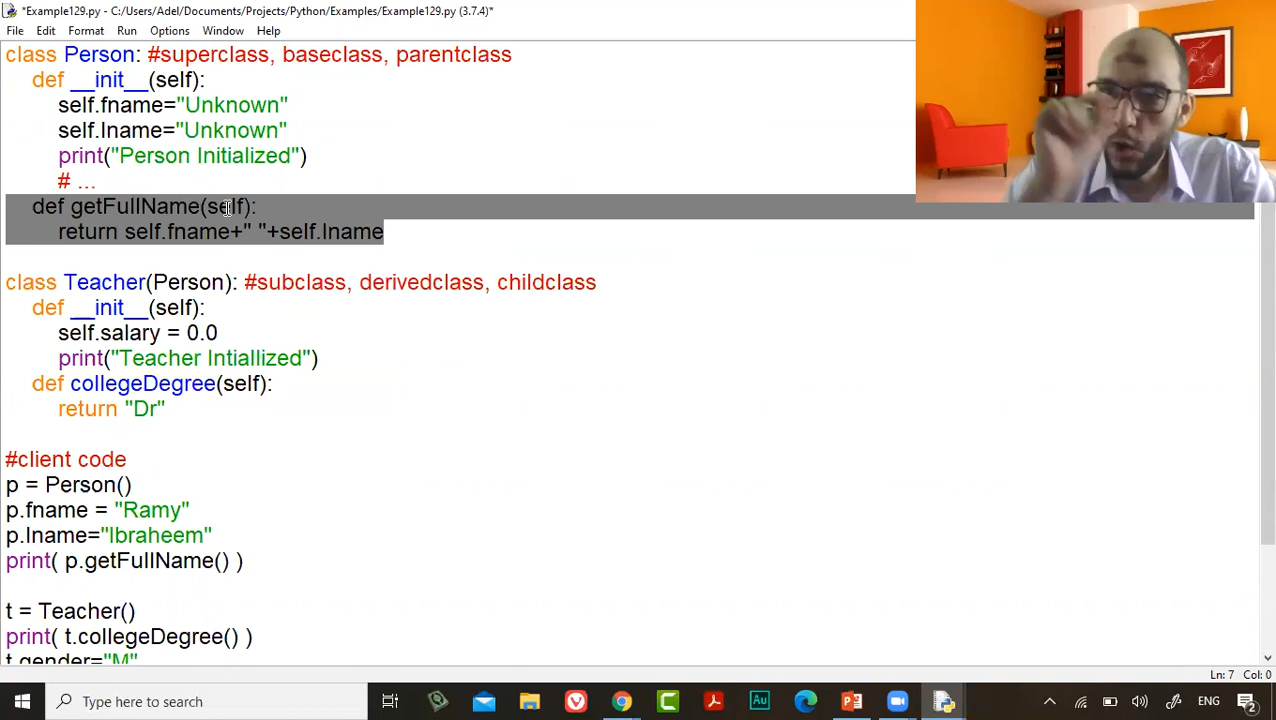 *Example129.py - C:/Users/Adel/Documents/Projects/Python/Examples/Example129.py (3.7.4)*
File Edit Format Run Options Window Help
class Person: #superclass, baseclass, parentclass
def __init__(self):
self.fname="Unknown"
self.lname="Unknown"
print("Person Initialized")
# ...
def getFullName(self):
return self.fname+" "+self.lname
class Teacher(Person): #subclass, derivedclass, childclass
def __init__(self):
self.salary = 0.0
print("Teacher Intiallized")
def collegeDegree(self):
return "Dr"
#client code
p = Person()
p.fname = "Ramy"
p.lname="Ibraheem"
print( p.getFullName() )
t = Teacher()
print( t.collegeDegree() )
t.gender="M"
Ln: 7 Col: 0
Type here to search
ENG
2